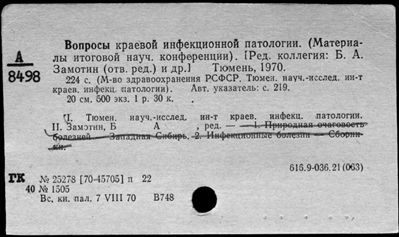 А
8498
Вопросы краевой инфекционной патологии. (Материа-
лы итоговой науч. конференции). [Ред. коллегия: Б. А.
Замотин (отв. ред.) и др.] Тюмень, 1970.
224 с. (М-во здравоохранения РСФСР. Тюмен. науч.-исслед. ин-т
краев. инфекц. патологии). Авт. указатель: с. 219.
20 см. 500 экз. 1 р. 30 к.
I. Тюмен. науч.-исслед. ин-т краев. инфекц. патологии.
II. Замотин, Б А , ред. — 1. Природная очаговость
болезней — Западная Сибирь. 2. Инфекционные болезни — Сборни-
ки.
616.9-036.21 (063)
ГК № 25278 [70-45705] п 22
40 № 1505
Вс. кн. пал. 7 VIII 70 В748